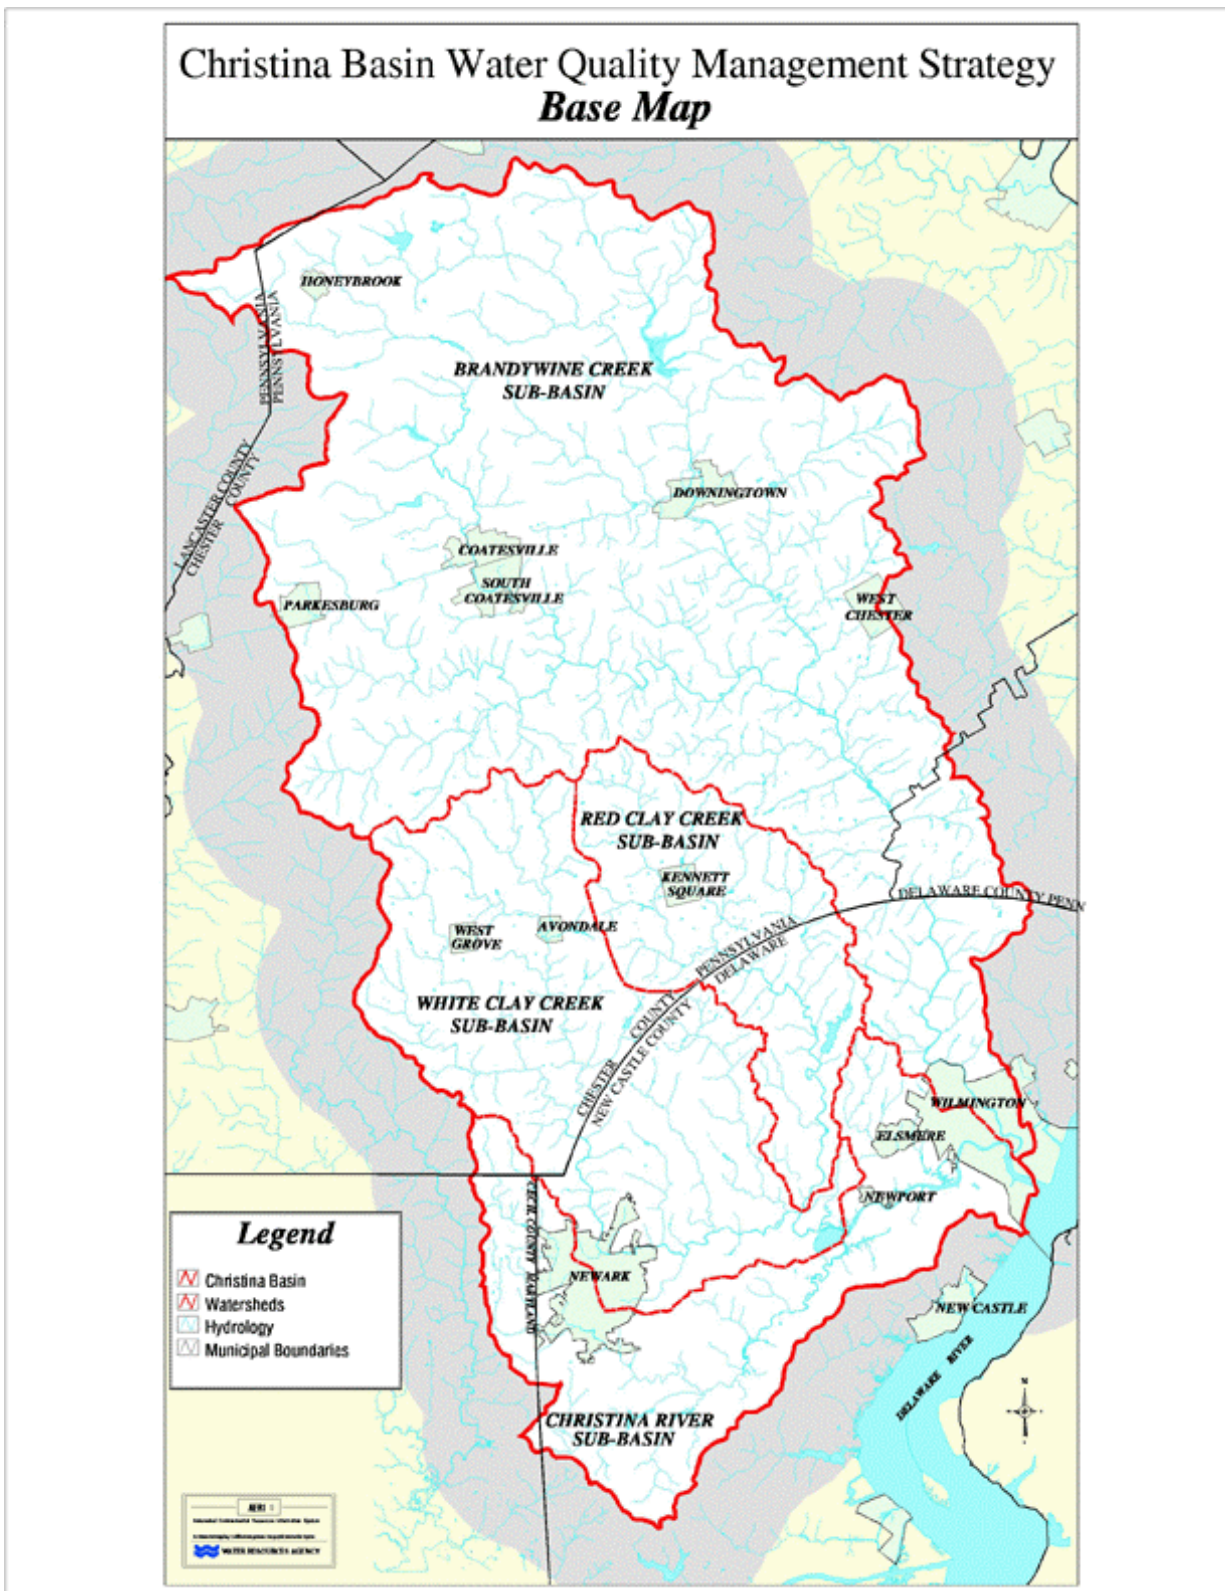 Christina Basin Water Quality Management Strategy
Base Map
HONEYBROOK
PENNSYLVANIA
PENNSYLVANIA
BRANDYWINE CREEK
SUB-BASIN
LANCASTER COUNTY
CHESTER COUNTY
DOWNINGTOWN
COATESVILLE
SOUTH
COATESVILLE
PARKESBURG
WEST
CHESTER
RED CLAY CREEK
SUB-BASIN
KENNETT
SQUARE
DELAWARE COUNTY PENN
WEST
GROVE
AVONDALE
PENNSYLVANIA
DELAWARE
WHITE CLAY CREEK
SUB-BASIN
CHESTER COUNTY
NEW CASTLE COUNTY
WILMINGTON
ELSMERE
NEWPORT
CECIL COUNTY MARYLAND
NEWARK
NEW CASTLE
DELAWARE RIVER
CHRISTINA RIVER
SUB-BASIN
N
Legend
Christina Basin
Watersheds
Hydrology
Municipal Boundaries
WATER RESOURCES AGENCY